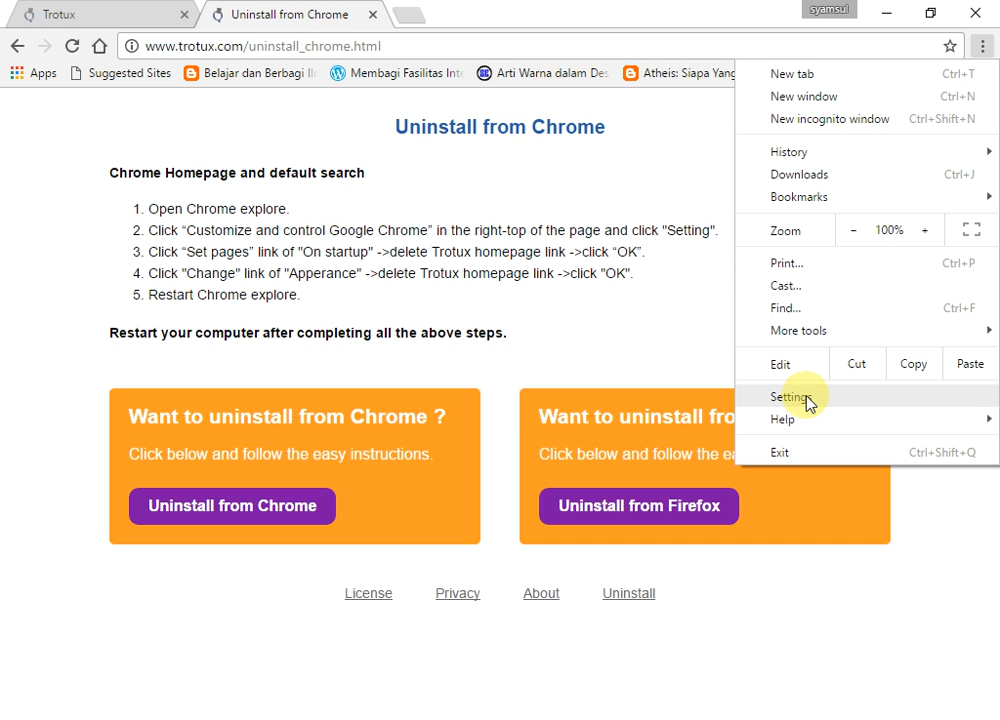 Trotux
Uninstall from Chrome
syamsul
www.trotux.com/uninstall_chrome.html
Apps
Suggested Sites
Belajar dan Berbagi
Membagi Fasilitas
Arti Warna dalam
Atheis: Siapa Yang
Uninstall from Chrome
Chrome Homepage and default search
1. Open Chrome explore.
2. Click “Customize and control Google Chrome” in the right-top of the page and click "Setting".
3. Click “Set pages” link of "On startup" ->delete Trotux homepage link ->click “OK”.
4. Click "Change" link of "Apperance" ->delete Trotux homepage link ->click "OK".
5. Restart Chrome explore.
Restart your computer after completing all the above steps.
Want to uninstall from Chrome ?
Click below and follow the easy instructions.
Uninstall from Chrome
Want to uninstall
Click below and follow the
Uninstall from Firefox
License Privacy About Uninstall
New tab Ctrl+T
New window Ctrl+N
New incognito window Ctrl+Shift+N
History
Downloads Ctrl+J
Bookmarks
Zoom - 100% +
Print... Ctrl+P
Cast...
Find... Ctrl+F
More tools
Edit Cut Copy Paste
Settings
Help
Exit Ctrl+Shift+Q